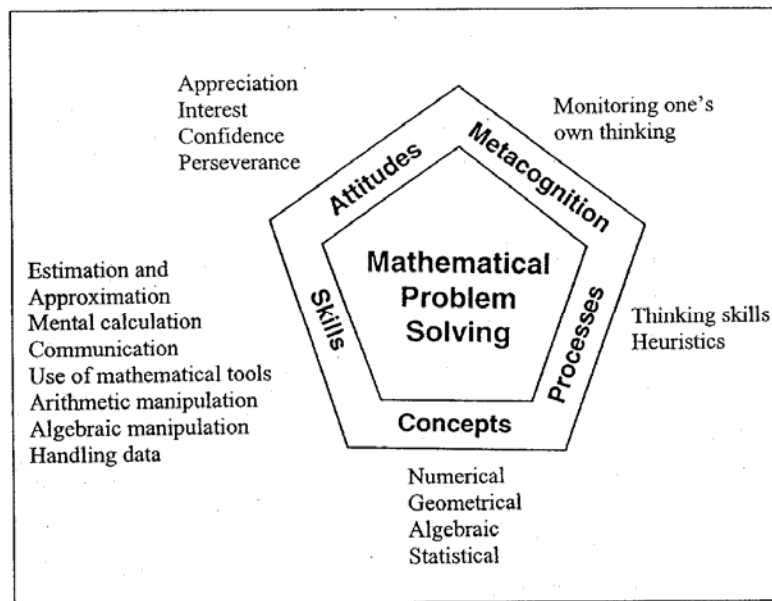 Appreciation
Interest
Confidence
Perseverance
Monitoring one's
own thinking
Attitudes
Metacognition
Mathematical
Problem
Solving
Estimation and
Approximation
Mental calculation
Communication
Use of mathematical tools
Arithmetic manipulation
Algebraic manipulation
Handling data
Skills
Processes
Thinking skills
Heuristics
Concepts
Numerical
Geometrical
Algebraic
Statistical